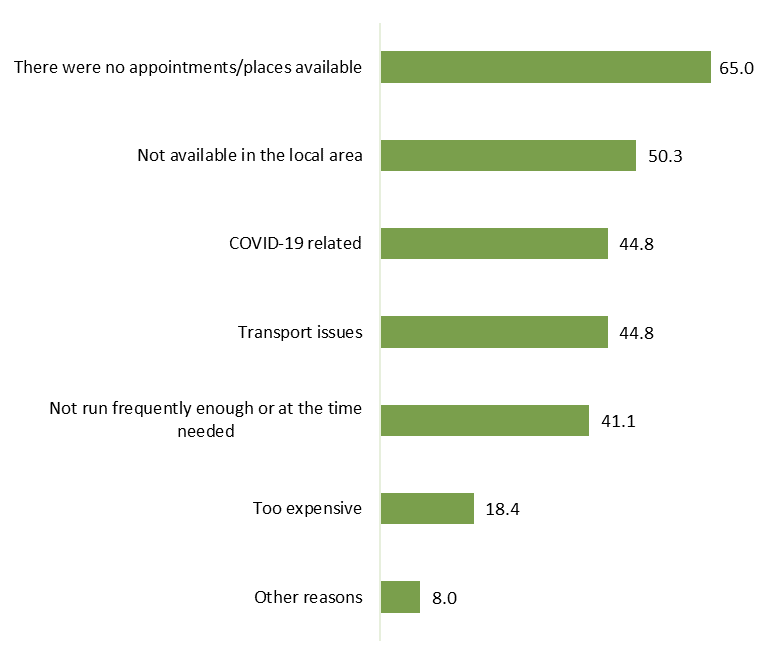 There were no appointments/places available 65.0
Not available in the local area 50.3
COVID-19 related 44.8
Transport issues 44.8
Not run frequently enough or at the time
needed 41.1
Too expensive 18.4
Other reasons 8.0